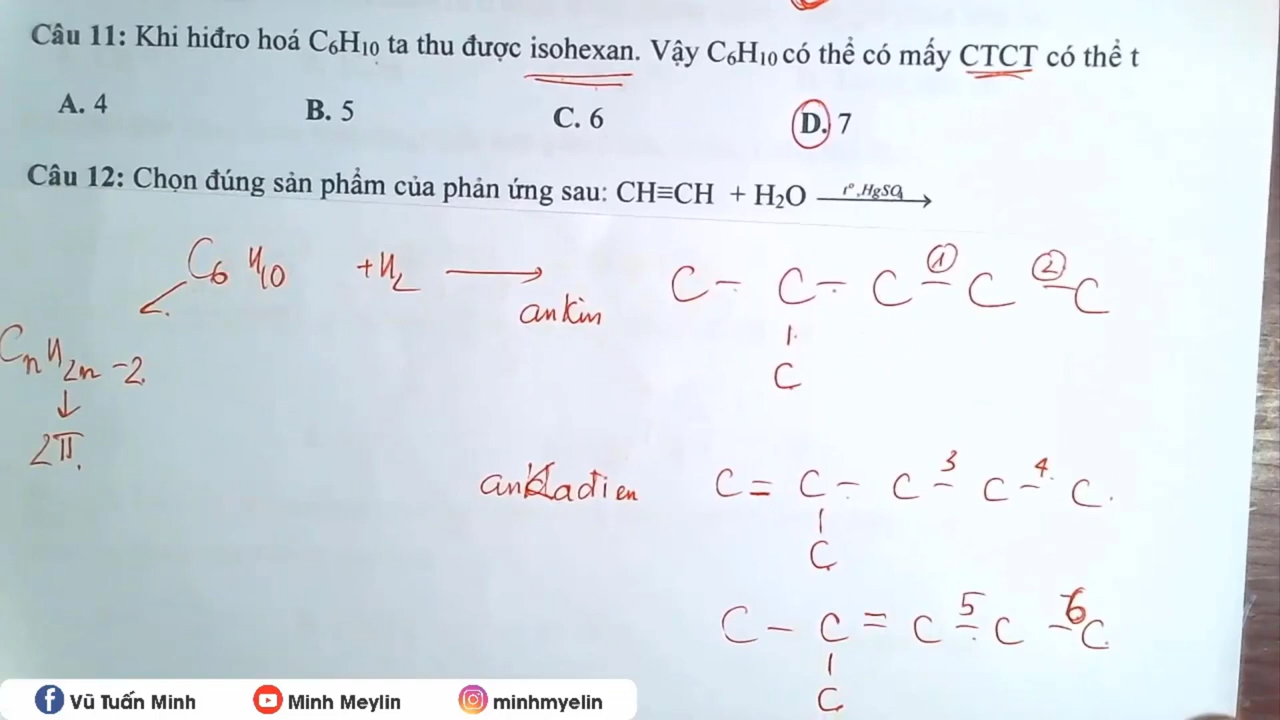 Câu 11: Khi hiđro hoá C₆H₁₀ ta thu được isohexan. Vậy C₆H₁₀ có thể có mấy CTCT có thể t
A. 4 B. 5 C. 6 D. 7
Câu 12: Chọn đúng sản phẩm của phản ứng sau: CH≡CH + H₂O t°, HgSO₄ →
C₆H₁₀ + H₂ → ankin
C - C - C -① C -② C
C
CₙH₂ₙ₋₂
↓
2π
ankađien
C = C - C -3 C -4 C
C
C - C = C -5 C -6 C
C
Vũ Tuấn Minh Minh Meylin minhmyelin